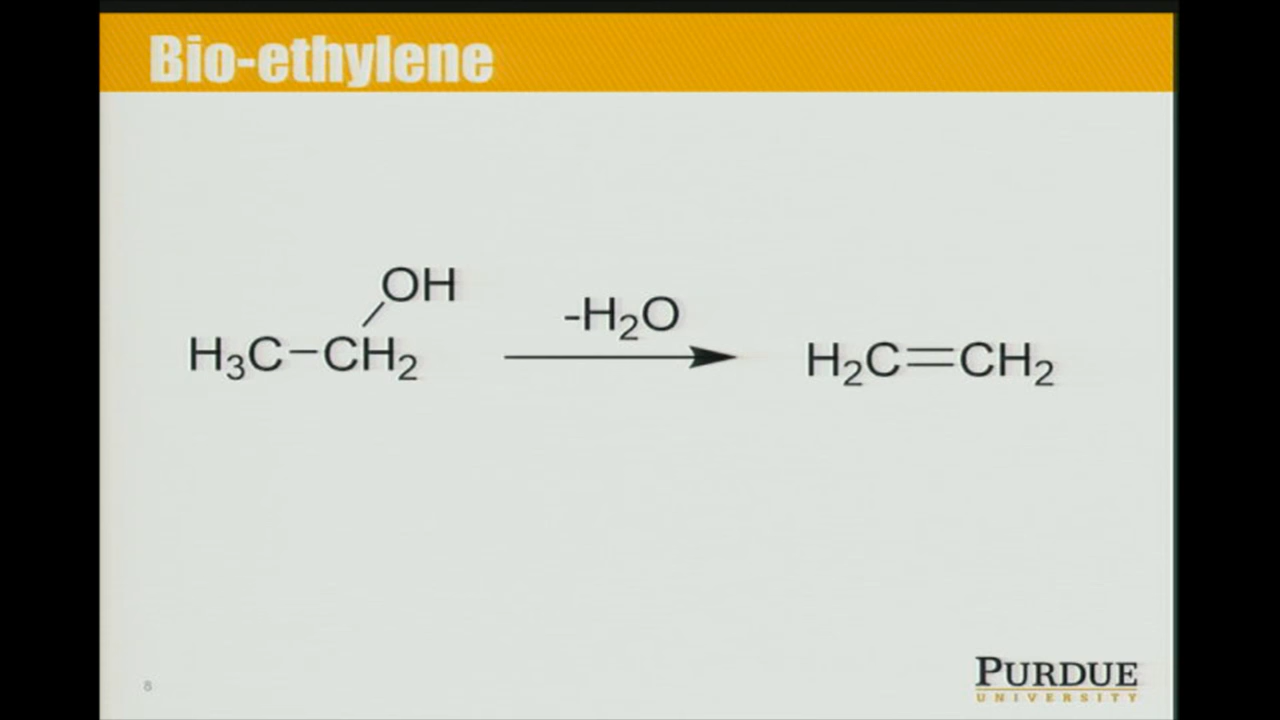 Bio-ethylene
OH
H₃C–CH₂
-H₂O
H₂C=CH₂
8
PURDUE
UNIVERSITY